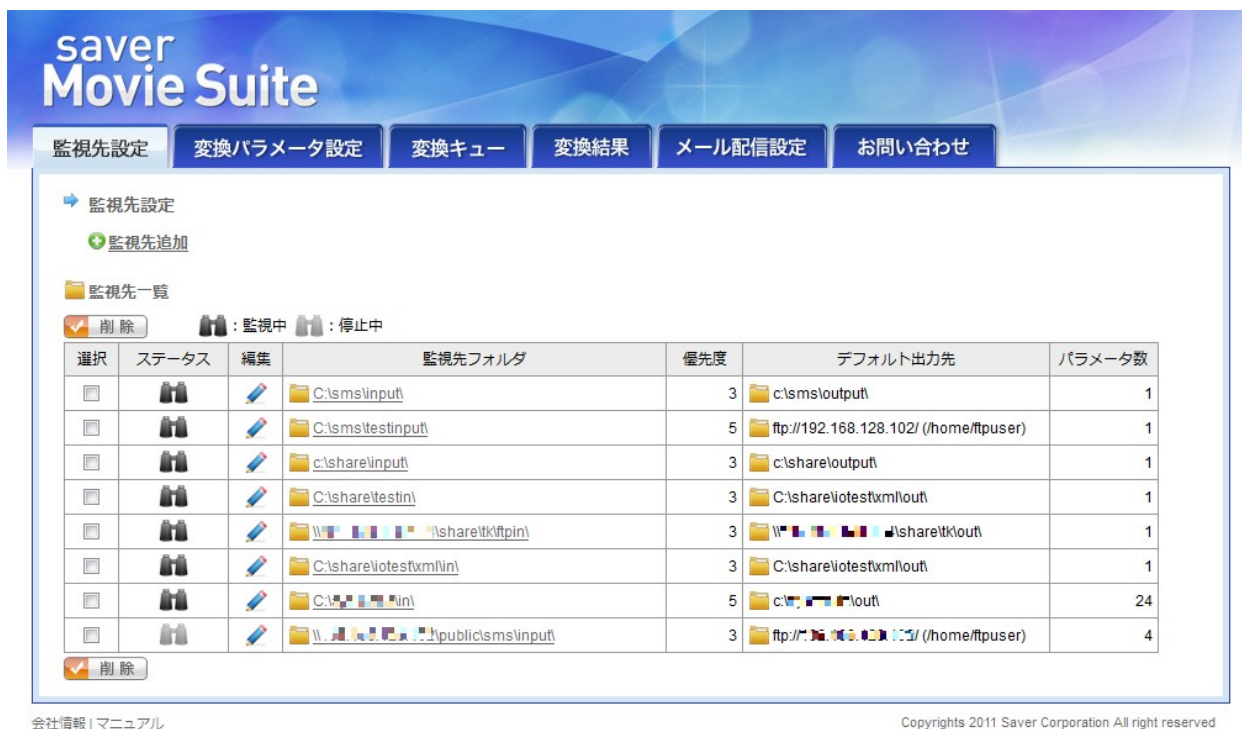 saver
Movie Suite
監視先設定 変換パラメータ設定 変換キュー 変換結果 メール配信設定 お問い合わせ
監視先設定
監視先追加
監視先一覧
削除 :監視中 :停止中
選択 ステータス 編集 監視先フォルダ 優先度 デフォルト出力先 パラメータ数
C:\sms\input\ 3 c:\sms\output\ 1
C:\sms\testinput\ 5 ftp://192.168.128.102/ (/home/ftpuser) 1
c:\share\input\ 3 c:\share\output\ 1
C:\share\testin\ 3 C:\share\iotest\xml\out\ 1
\\ \share\tk\ftpin\ 3 \\ \share\tk\out\ 1
C:\share\iotest\xml\in\ 3 C:\share\iotest\xml\out\ 1
C:\ \in\ 5 c:\ \out\ 24
\\ \public\sms\input\ 3 ftp:// / (/home/ftpuser) 4
削除
会社情報 | マニュアル Copyrights 2011 Saver Corporation All right reserved